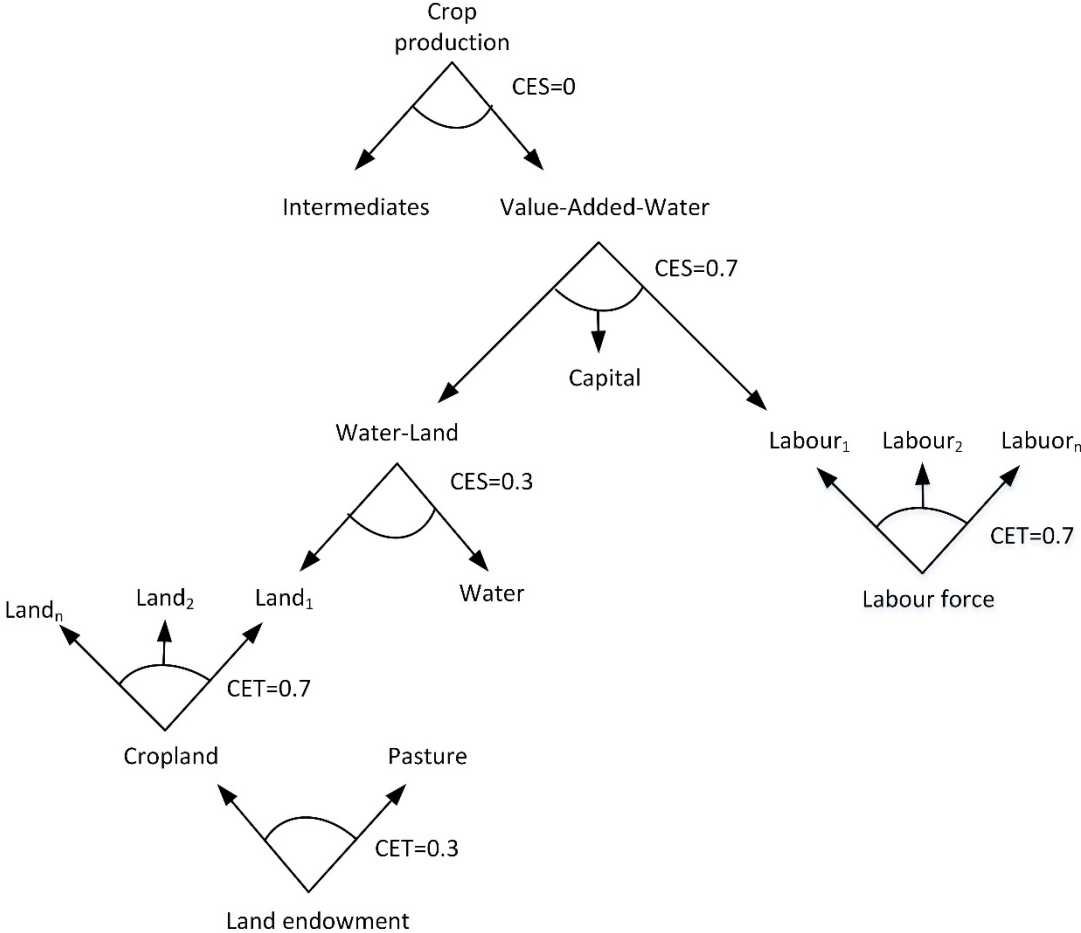 Crop
production
CES=0
Intermediates
Value-Added-Water
CES=0.7
Capital
Water-Land
Labour₁
Labour₂
Labuorₙ
CES=0.3
CET=0.7
Water
Labour force
Landₙ
Land₂
Land₁
CET=0.7
Cropland
Pasture
CET=0.3
Land endowment